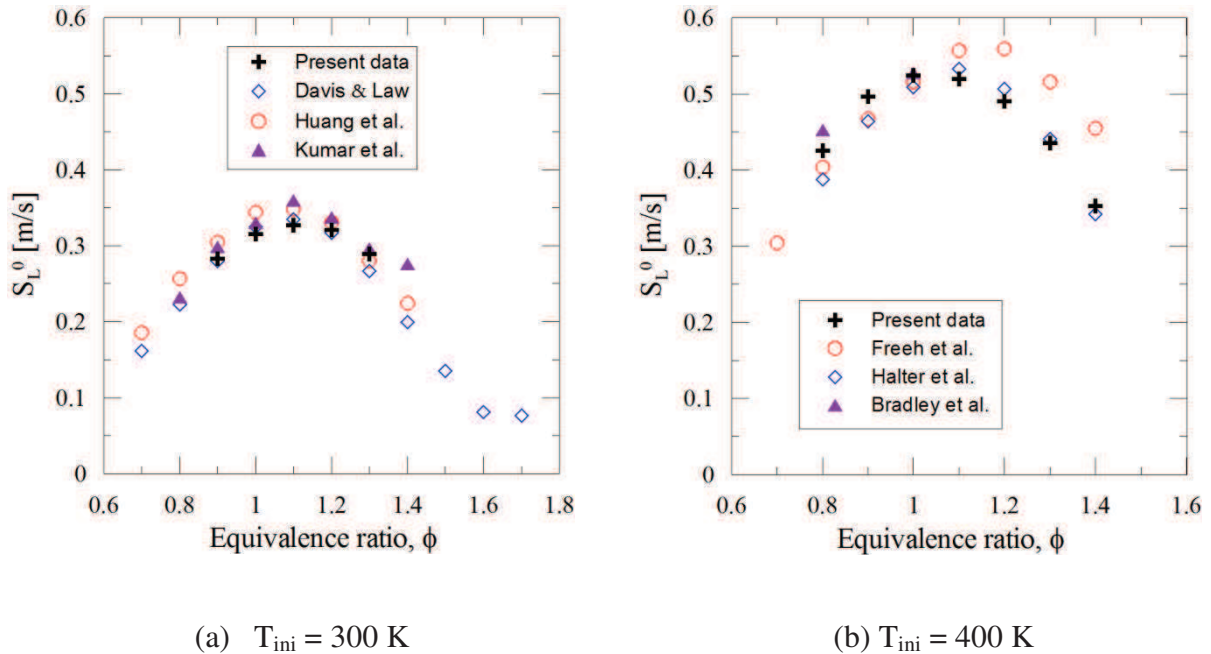 0.6
0.5
0.4
0.3
0.2
0.1
0
S_L^0 [m/s]
Present data
Davis & Law
Huang et al.
Kumar et al.
0.6 0.8 1 1.2 1.4 1.6 1.8
Equivalence ratio, ϕ
(a) T_ini = 300 K
0.6
0.5
0.4
0.3
0.2
0.1
0
S_L^0 [m/s]
Present data
Freeh et al.
Halter et al.
Bradley et al.
0.6 0.8 1 1.2 1.4 1.6
Equivalence ratio, ϕ
(b) T_ini = 400 K